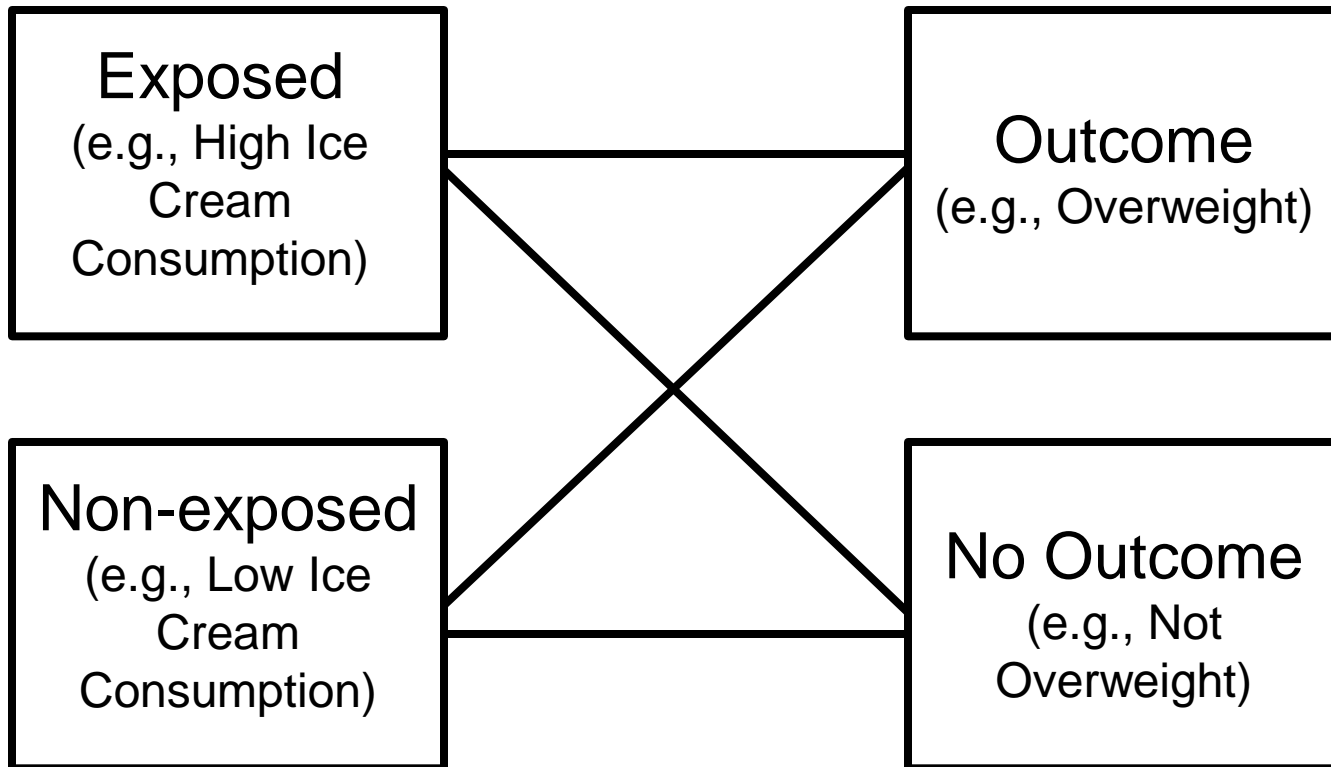 Exposed
(e.g., High Ice
Cream
Consumption)
Outcome
(e.g., Overweight)
Non-exposed
(e.g., Low Ice
Cream
Consumption)
No Outcome
(e.g., Not
Overweight)